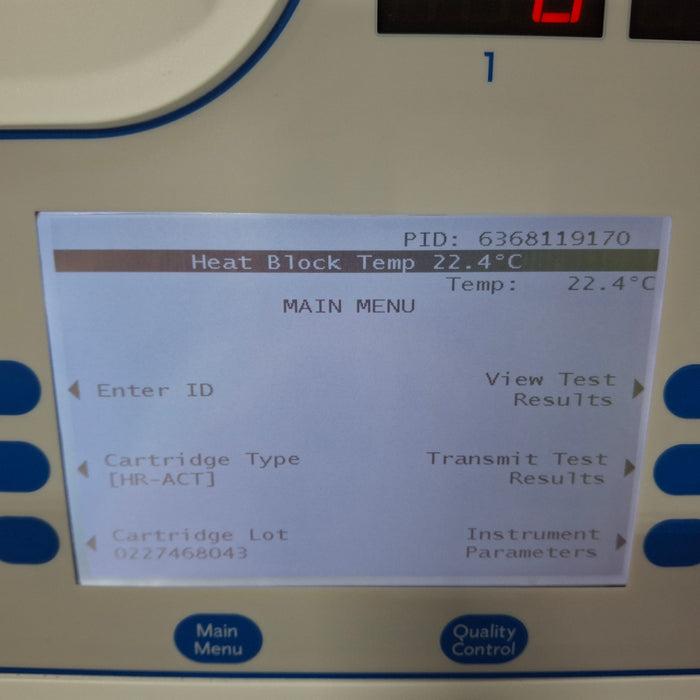 0
1
PID: 6368119170
Heat Block Temp 22.4°C
Temp: 22.4°C
MAIN MENU
Enter ID
View Test
Results
Cartridge Type
[HR-ACT]
Transmit Test
Results
Cartridge Lot
0227468043
Instrument
Parameters
Main
Menu
Quality
Control